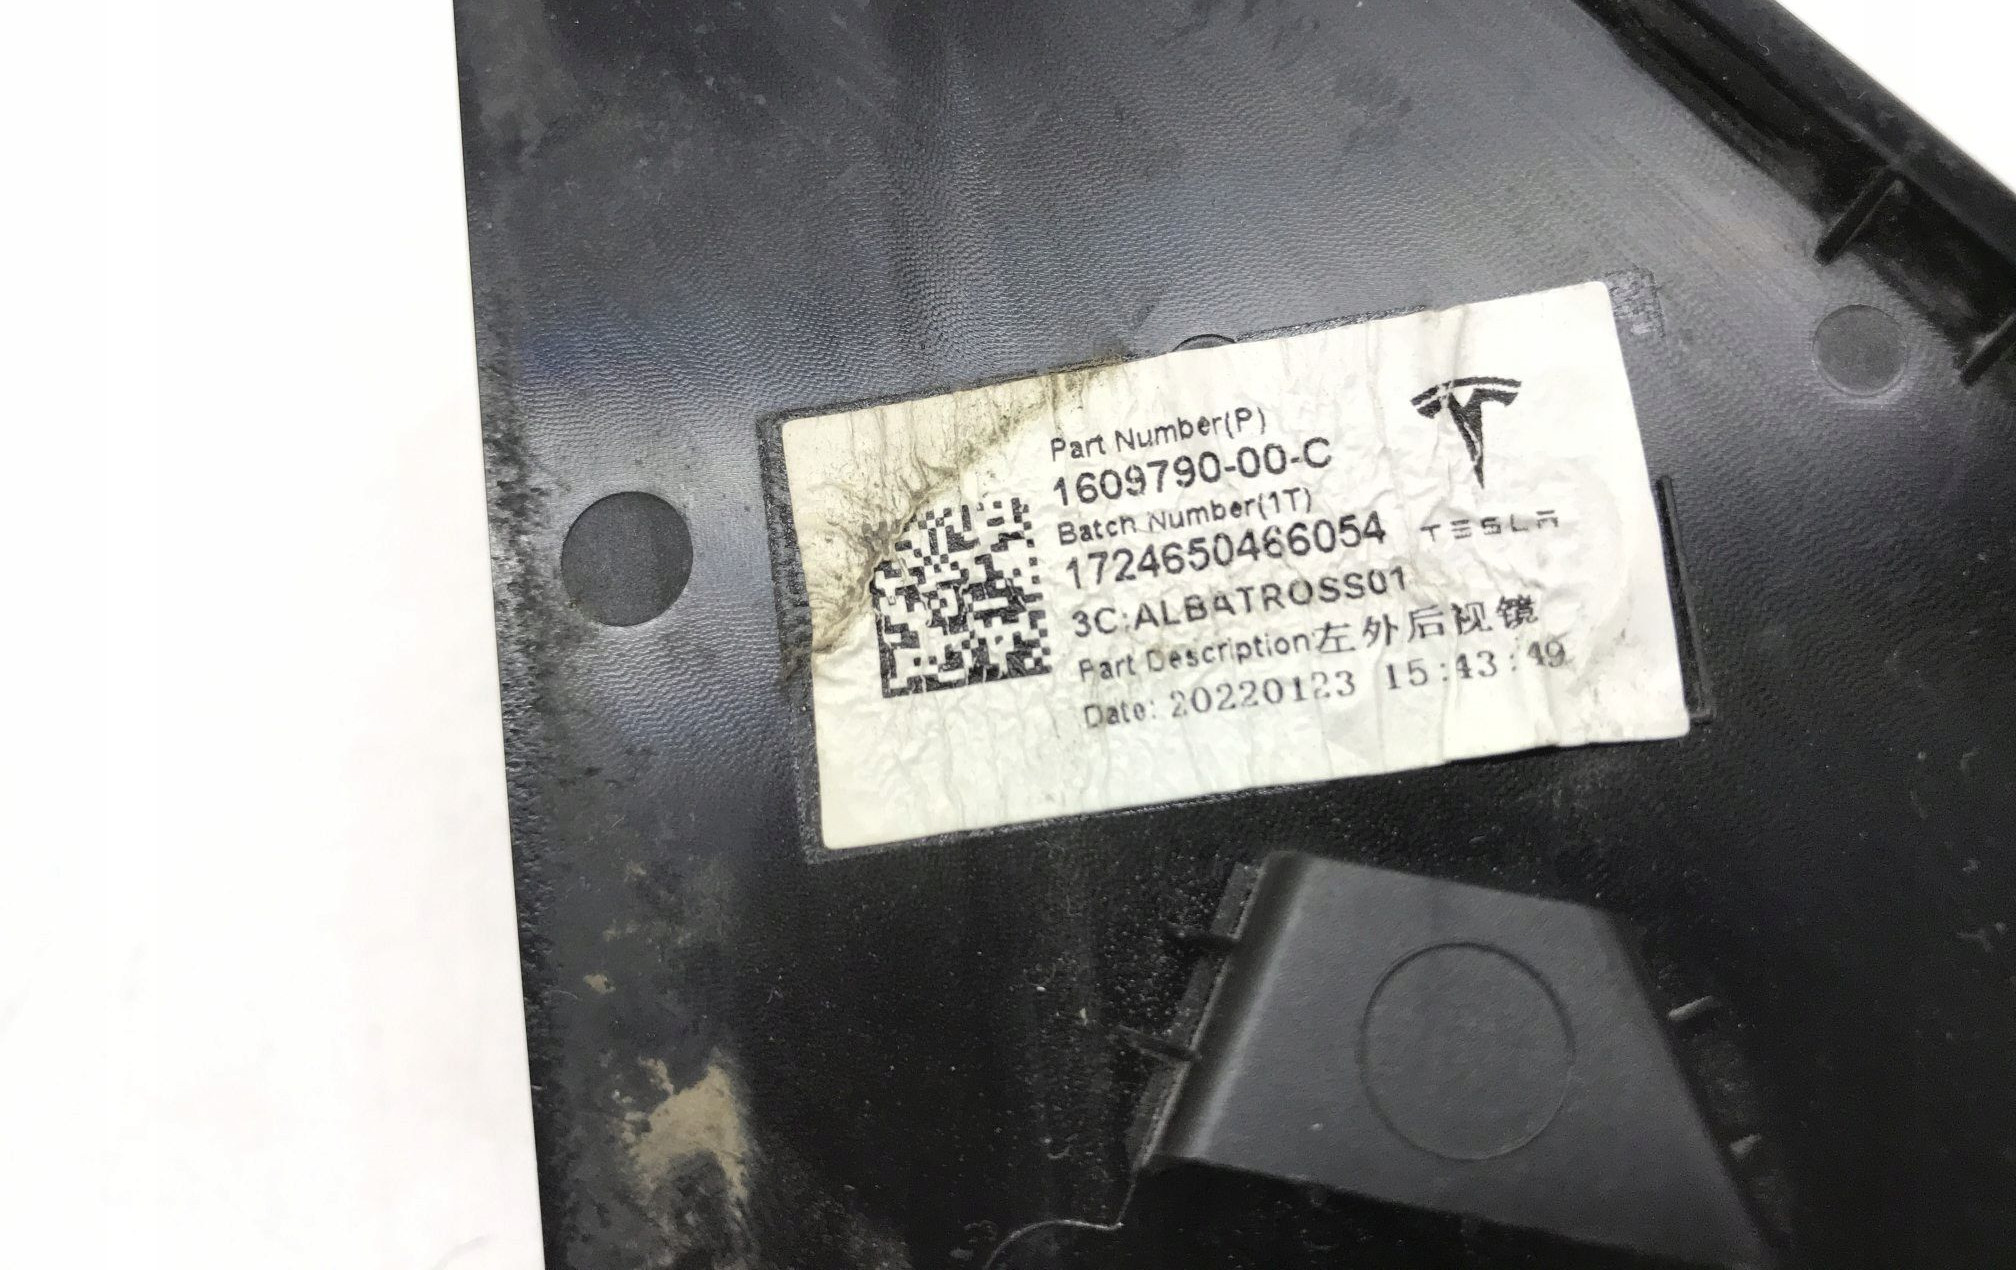 Part Number(P)
1609790-00-C
Batch Number(1T)
1724650466054
TESLA
3C:ALBATROSS01
Part Description左外后视镜
Date: 20220123 15:43:49